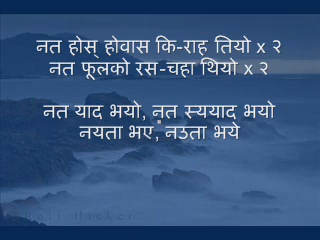 नत होस् होवास कि-राह तियो x २
नत फूलको रस-चहा थियो x २
नत याद भयो, नत स्ययाद भयो
नयता भए, नउता भये